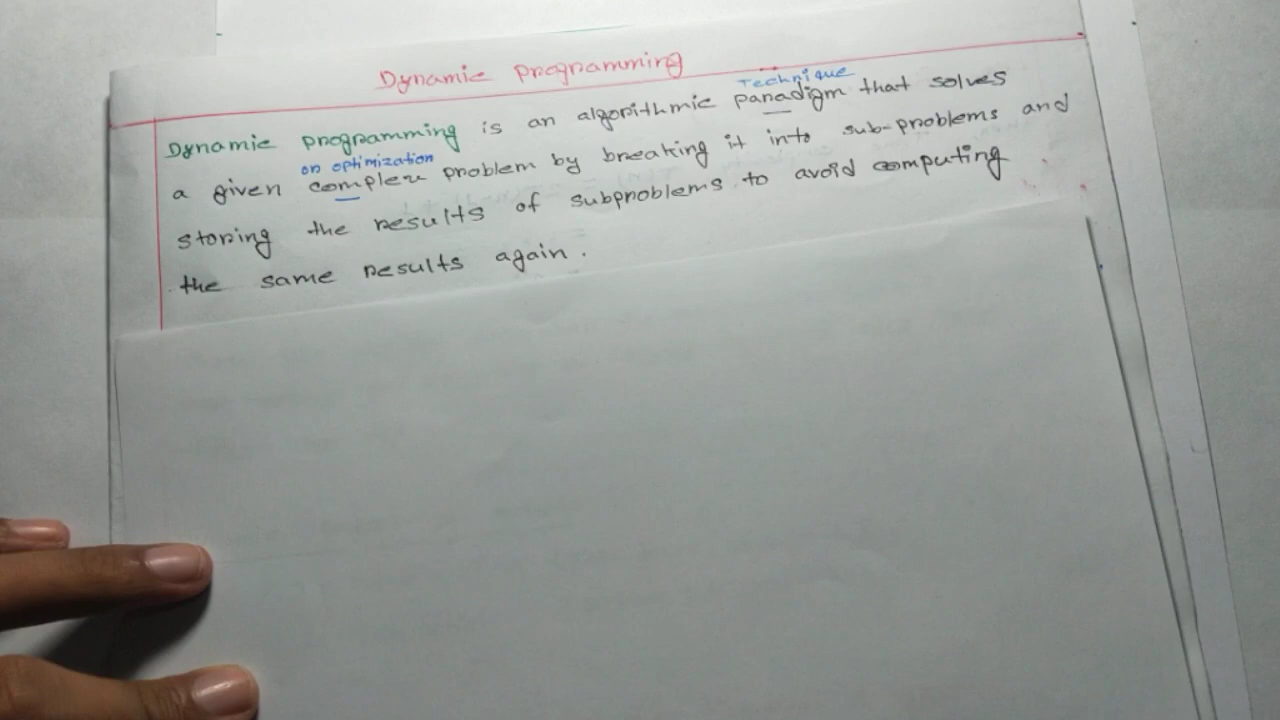 Dynamic programming
Technique
Dynamic programming is an algorithmic paradigm that solves
on optimization
a given complex problem by breaking it into sub-problems and
storing the results of subproblems to avoid computing
the same results again.